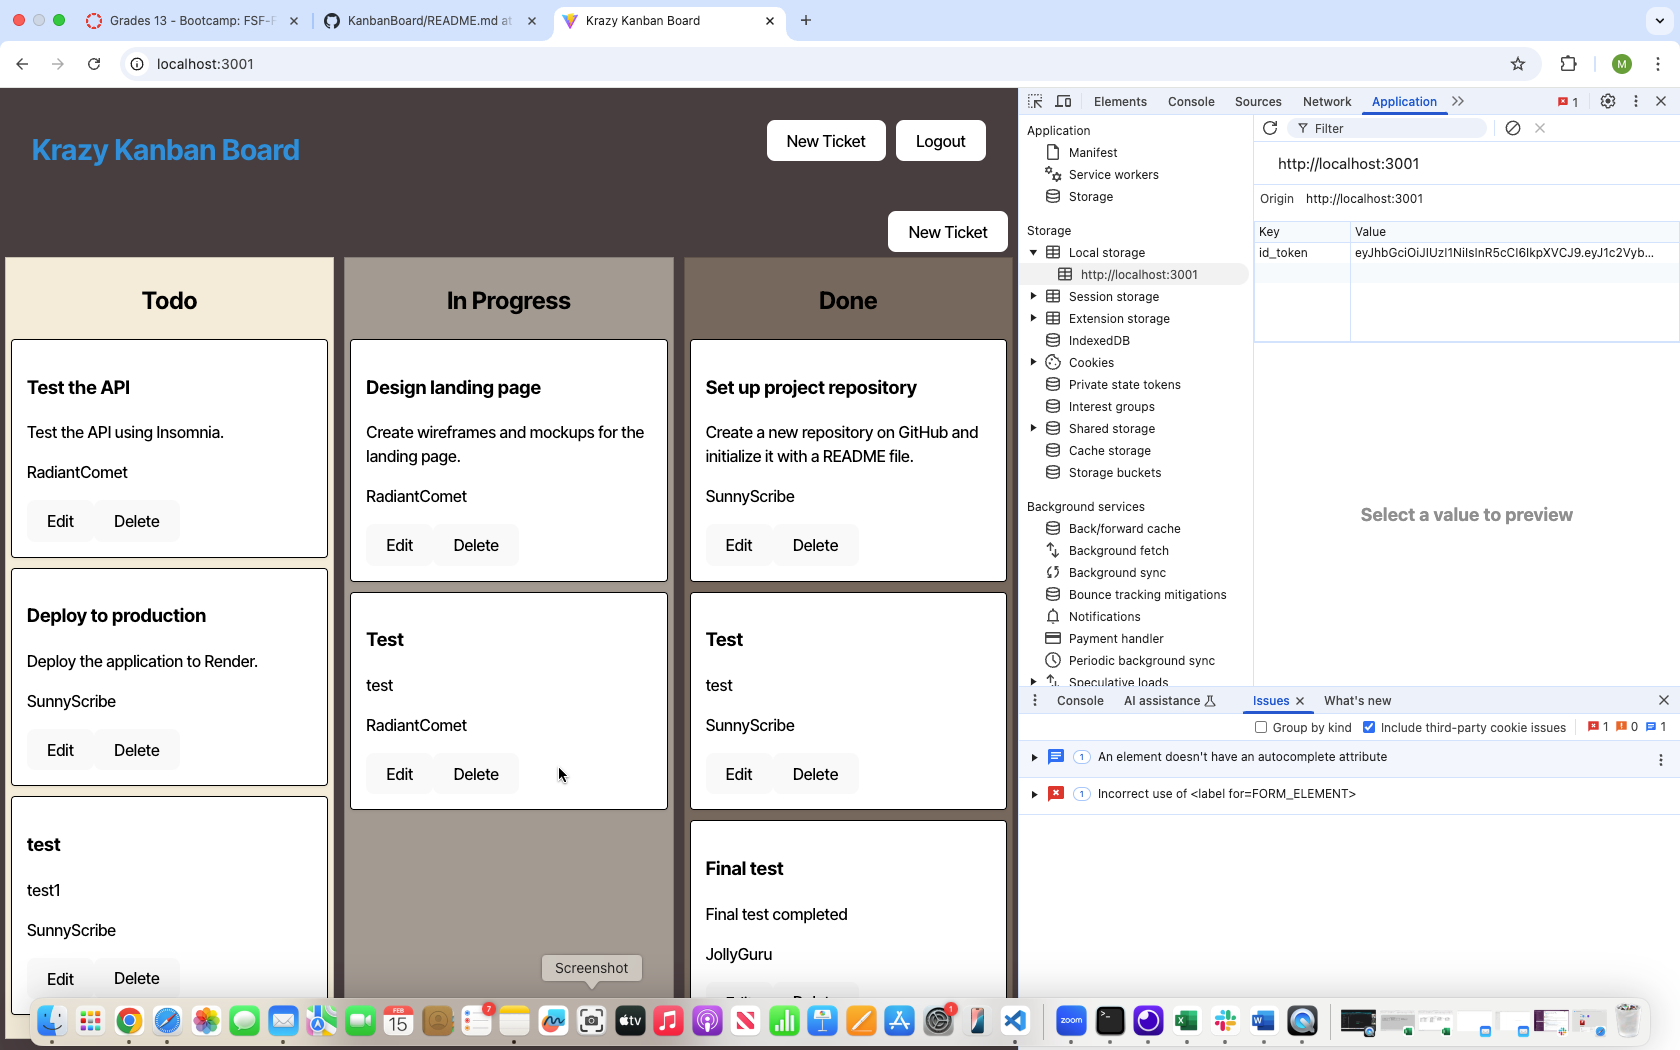 Grades 13 - Bootcamp: FSF-F
KanbanBoard/README.md at
Krazy Kanban Board
localhost:3001
M
Krazy Kanban Board
New Ticket
Logout
New Ticket
Todo
Test the API
Test the API using Insomnia.
RadiantComet
Edit
Delete
Deploy to production
Deploy the application to Render.
SunnyScribe
Edit
Delete
test
test1
SunnyScribe
Edit
Delete
In Progress
Design landing page
Create wireframes and mockups for the
landing page.
RadiantComet
Edit
Delete
Test
test
RadiantComet
Edit
Delete
Done
Set up project repository
Create a new repository on GitHub and
initialize it with a README file.
SunnyScribe
Edit
Delete
Test
test
SunnyScribe
Edit
Delete
Final test
Final test completed
JollyGuru
Elements
Console
Sources
Network
Application
1
Application
Manifest
Service workers
Storage
Storage
Local storage
http://localhost:3001
Session storage
Extension storage
IndexedDB
Cookies
Private state tokens
Interest groups
Shared storage
Cache storage
Storage buckets
Background services
Back/forward cache
Background fetch
Background sync
Bounce tracking mitigations
Notifications
Payment handler
Periodic background sync
Speculative loads
Filter
http://localhost:3001
Origin http://localhost:3001
Key Value
id_token eyJhbGciOiJIUzI1NiIsInR5cCI6IkpXVCJ9.eyJ1c2Vyb...
Select a value to preview
Console
AI assistance
Issues
What's new
Group by kind
Include third-party cookie issues
1 0 1
1 An element doesn't have an autocomplete attribute
1 Incorrect use of <label for=FORM_ELEMENT>
Screenshot
FEB
15
7
tv
1
zoom